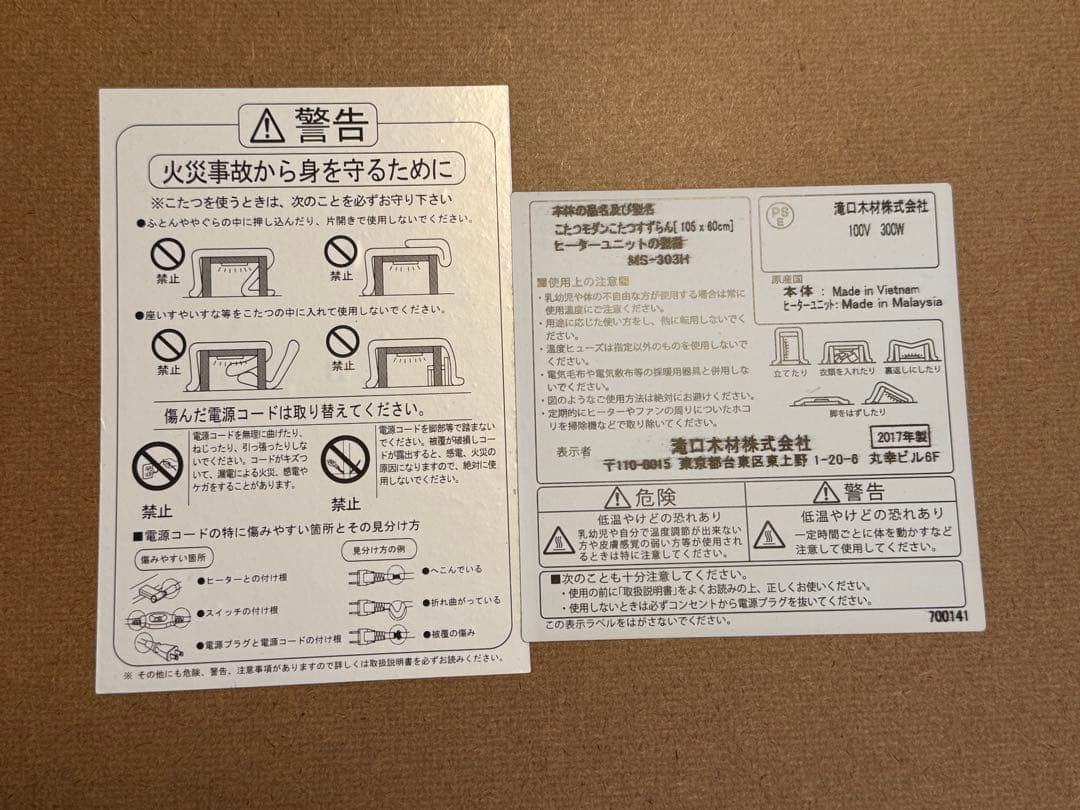 警告
火災事故から身を守るために
※こたつを使うときは、次のことを必ずお守り下さい
●ふとんややぐらの中に押し込んだり、片開きで使用しないでください。
禁止
禁止
●座いすやいすな等をこたつの中に入れて使用しないでください。
禁止
禁止
傷んだ電源コードは取り替えてください。
電源コードを無理に曲げたり、
ねじったり、引っ張ったりしな
いでください。コードがキズつ
いて、漏電による火災、感電や
ケガをすることがあります。
禁止
電源コードを脚部等で踏まない
でください。被覆が破損しコー
ドが露出すると、感電、火災の
原因になりますので、絶対に使
用しないでください。
禁止
■電源コードの特に傷みやすい箇所とその見分け方
傷みやすい箇所
●ヒーターとの付け根
●スイッチの付け根
●電源プラグと電源コードの付け根
見分け方の例
●へこんでいる
●折れ曲がっている
●被覆の傷み
※ その他にも危険、警告、注意事項がありますので詳しくは取扱説明書を必ずお読みください。
本体の品名及び型名
こたつモダンこたつすずらん[105 x 60cm]
ヒーターユニットの型番
MS-303H
使用上の注意
・乳幼児や体の不自由な方が使用する場合は常に
使用温度にご注意ください。
・用途に応じた使い方をし、他に転用しないでく
ださい。
・温度ヒューズは指定以外のものを使用しないで
ください。
・電気毛布や電気敷布等の採暖用器具と併用しな
いでください。
・図のようなご使用方法は絶対にお避けください。
・定期的にヒーターやファンの周りについたホコ
リを掃除機などで取り除いてください。
PS
E
滝口木材株式会社
100V 300W
原産国
本体 : Made in Vietnam
ヒーターユニット: Made in Malaysia
立てたり
衣類を入れたり
裏返しにしたり
脚をはずしたり
表示者
滝口木材株式会社
2017年製
〒110-0015 東京都台東区東上野 1-20-6 丸幸ビル6F
危険
低温やけどの恐れあり
乳幼児や自分で温度調節が出来ない
方や皮膚感覚の弱い方等が使用され
るときは特に注意してください。
警告
低温やけどの恐れあり
一定時間ごとに体を動かすなど
注意して使用してください。
■次のことも十分注意してください。
・使用の前に「取扱説明書」をよくお読みの上、正しくお使いください。
・使用しないときは必ずコンセントから電源プラグを抜いてください。
この表示ラベルをはがさないでください。
700141